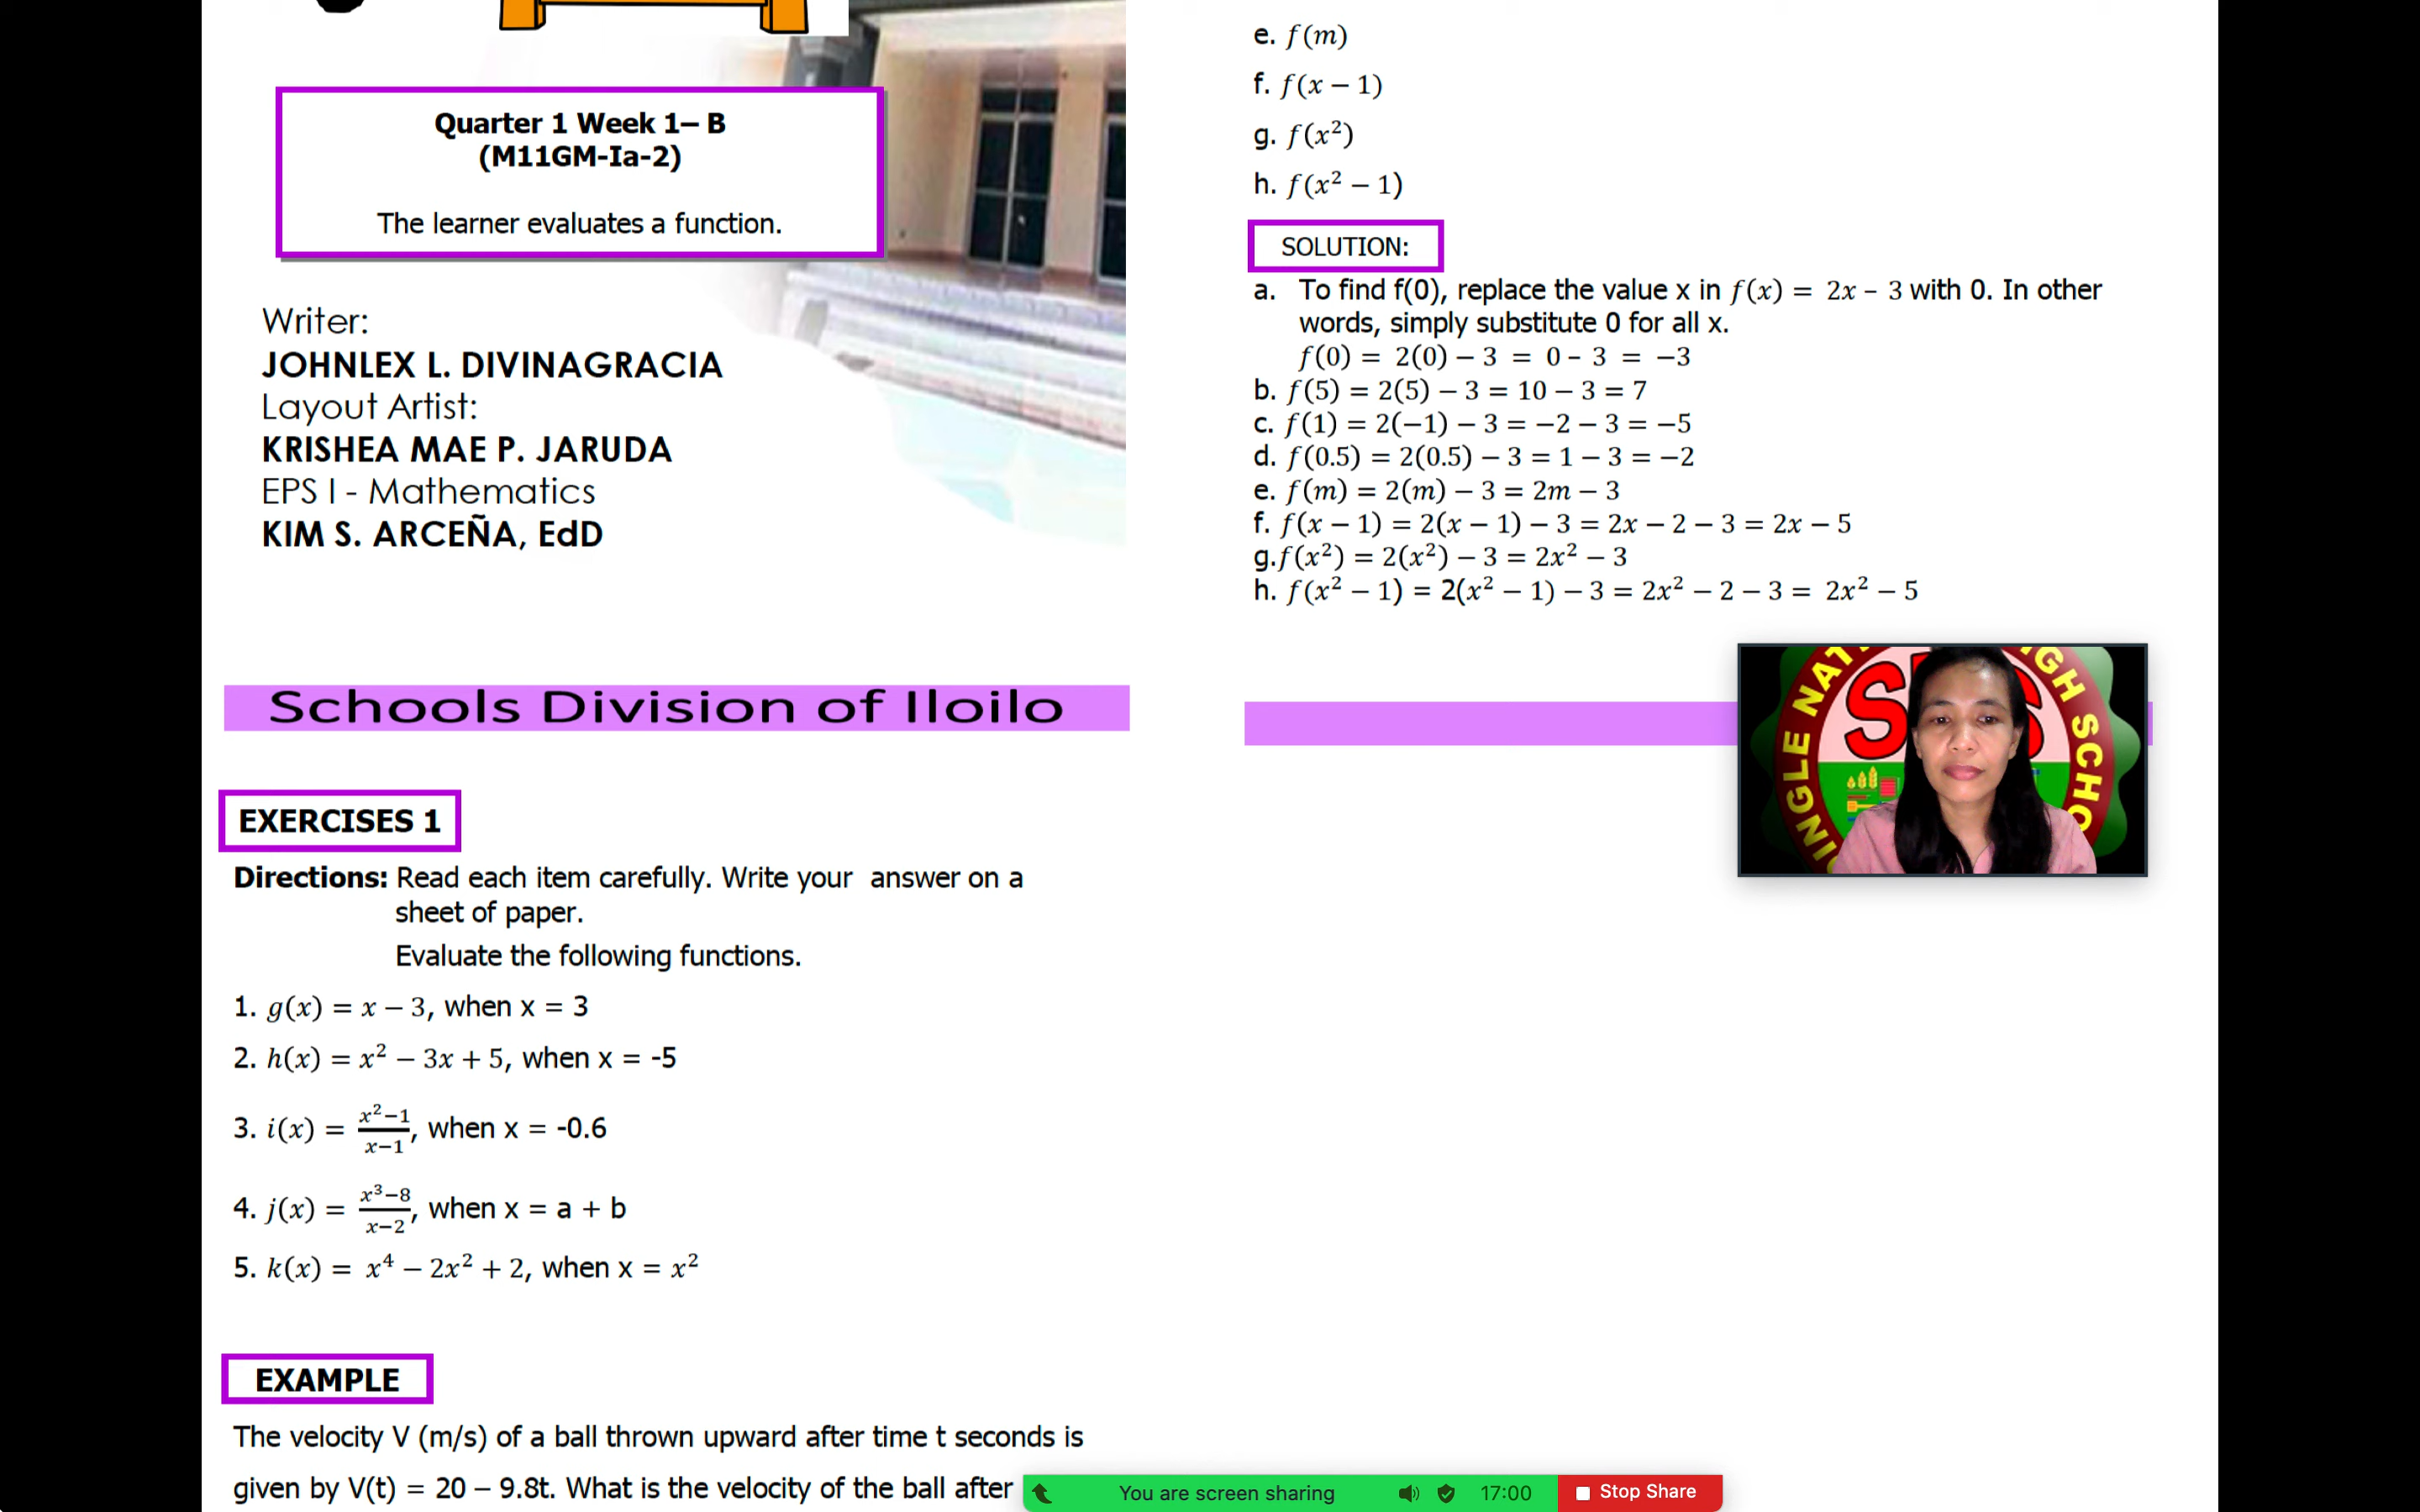 Quarter 1 Week 1– B
(M11GM-Ia-2)
The learner evaluates a function.
Writer:
JOHNLEX L. DIVINAGRACIA
Layout Artist:
KRISHEA MAE P. JARUDA
EPS I - Mathematics
KIM S. ARCEÑA, EdD
Schools Division of Iloilo
EXERCISES 1
Directions: Read each item carefully. Write your answer on a
sheet of paper.
Evaluate the following functions.
1. g(x) = x − 3, when x = 3
2. h(x) = x² − 3x + 5, when x = -5
3. i(x) = (x²−1)/(x−1), when x = -0.6
4. j(x) = (x³−8)/(x−2), when x = a + b
5. k(x) = x⁴ − 2x² + 2, when x = x²
EXAMPLE
The velocity V (m/s) of a ball thrown upward after time t seconds is
given by V(t) = 20 – 9.8t. What is the velocity of the ball after
e. f(m)
f. f(x − 1)
g. f(x²)
h. f(x² − 1)
SOLUTION:
a. To find f(0), replace the value x in f(x) = 2x – 3 with 0. In other
words, simply substitute 0 for all x.
f(0) = 2(0) − 3 = 0 – 3 = −3
b. f(5) = 2(5) − 3 = 10 − 3 = 7
c. f(1) = 2(−1) − 3 = −2 − 3 = −5
d. f(0.5) = 2(0.5) − 3 = 1 − 3 = −2
e. f(m) = 2(m) − 3 = 2m − 3
f. f(x − 1) = 2(x − 1) − 3 = 2x − 2 − 3 = 2x − 5
g.f(x²) = 2(x²) − 3 = 2x² − 3
h. f(x² − 1) = 2(x² − 1) − 3 = 2x² − 2 − 3 = 2x² − 5
You are screen sharing 17:00 Stop Share